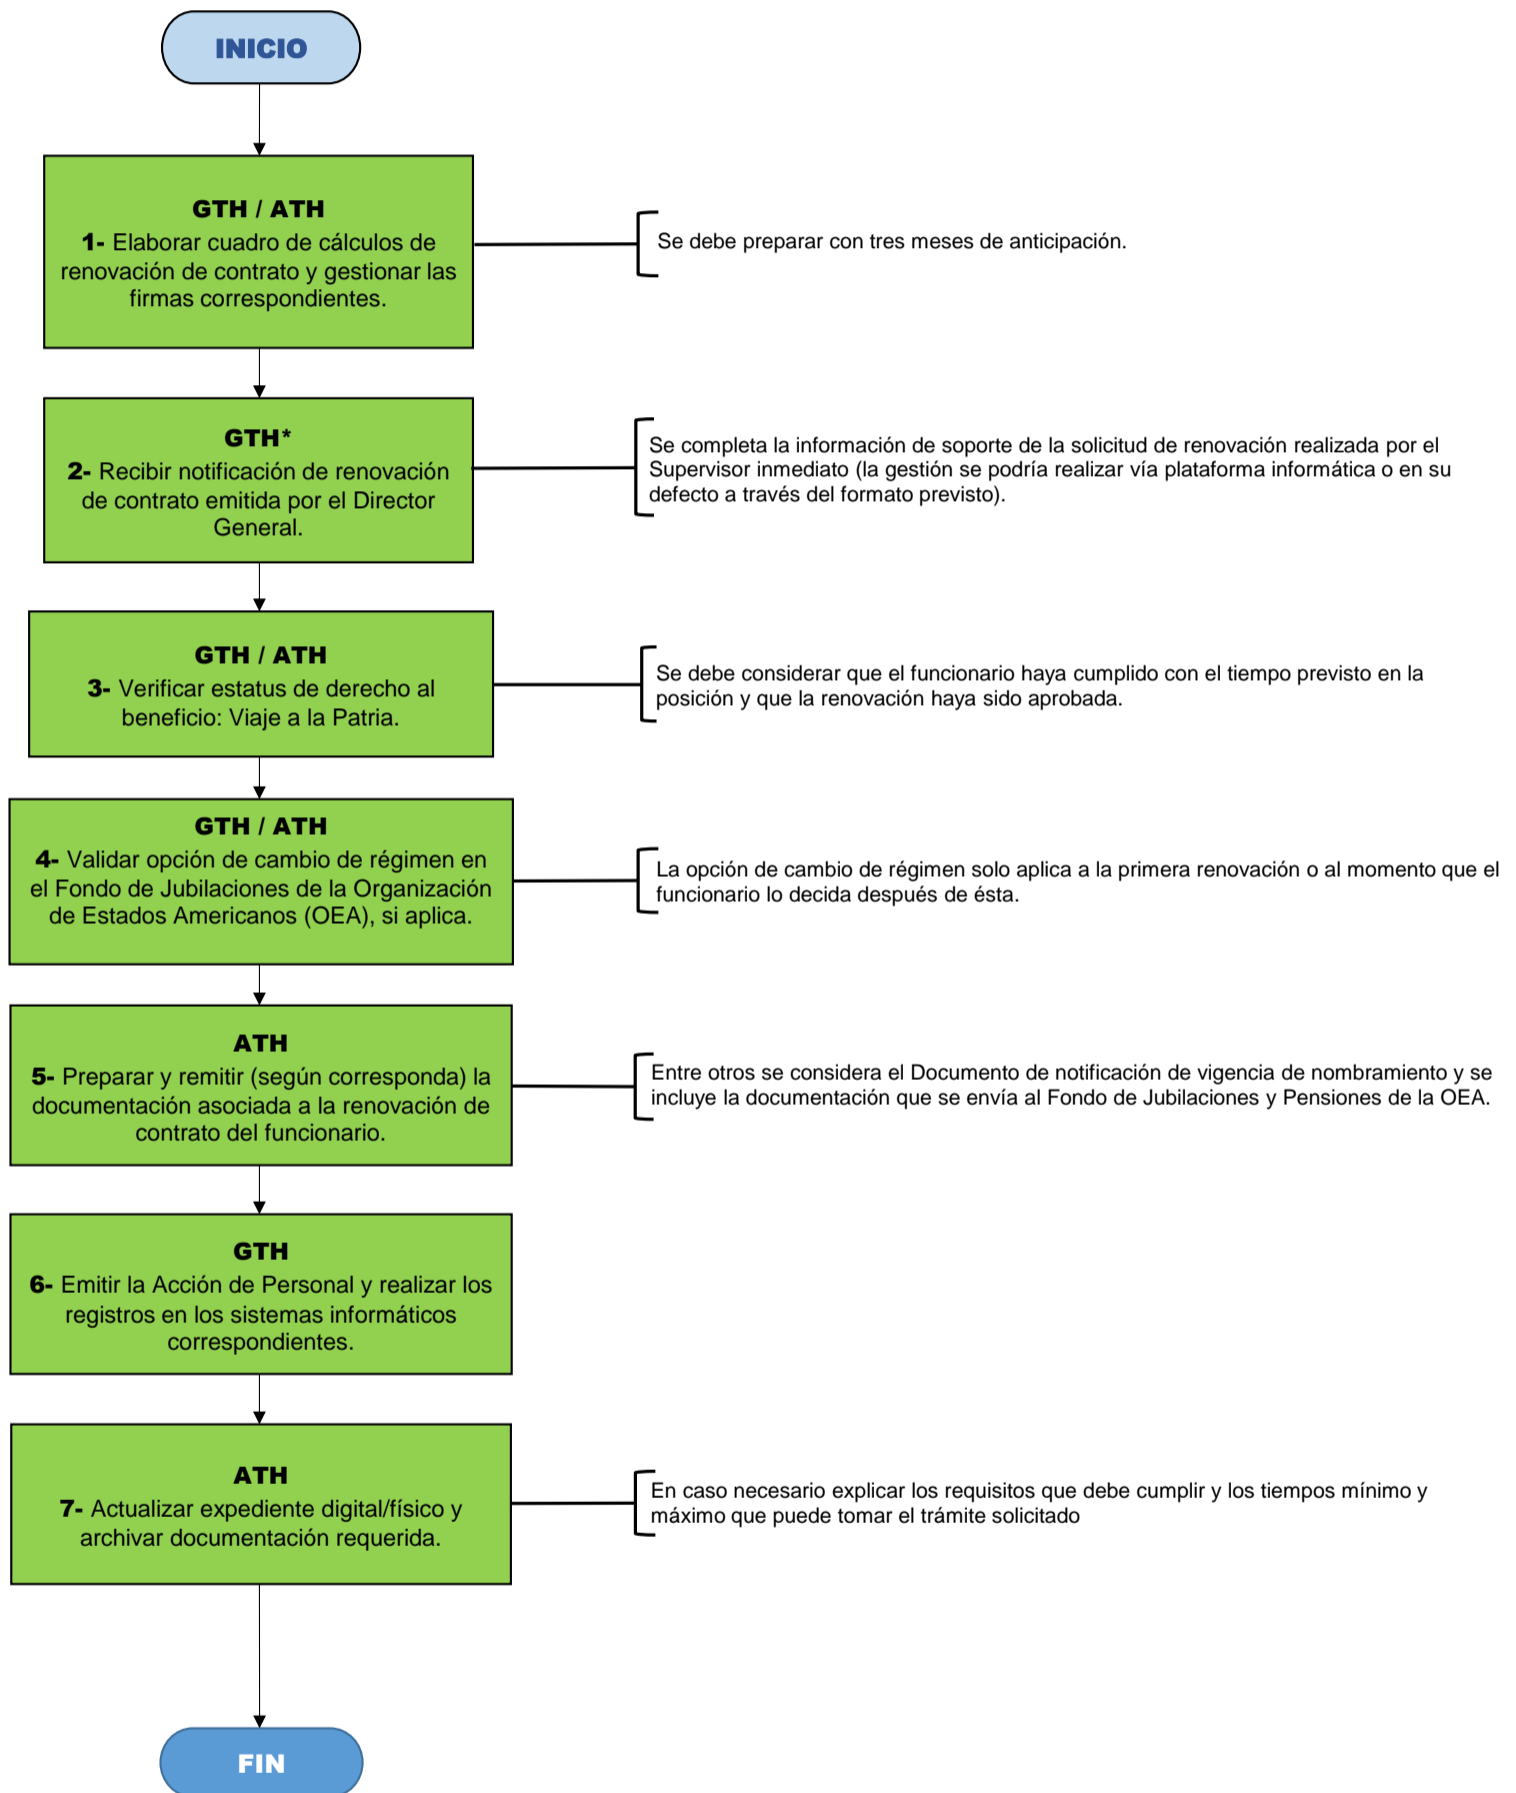 INICIO
GTH / ATH
1- Elaborar cuadro de cálculos de
renovación de contrato y gestionar las
firmas correspondientes.
Se debe preparar con tres meses de anticipación.
GTH*
2- Recibir notificación de renovación
de contrato emitida por el Director
General.
Se completa la información de soporte de la solicitud de renovación realizada por el
Supervisor inmediato (la gestión se podría realizar vía plataforma informática o en su
defecto a través del formato previsto).
GTH / ATH
3- Verificar estatus de derecho al
beneficio: Viaje a la Patria.
Se debe considerar que el funcionario haya cumplido con el tiempo previsto en la
posición y que la renovación haya sido aprobada.
GTH / ATH
4- Validar opción de cambio de régimen en
el Fondo de Jubilaciones de la Organización
de Estados Americanos (OEA), si aplica.
La opción de cambio de régimen solo aplica a la primera renovación o al momento que el
funcionario lo decida después de ésta.
ATH
5- Preparar y remitir (según corresponda) la
documentación asociada a la renovación de
contrato del funcionario.
Entre otros se considera el Documento de notificación de vigencia de nombramiento y se
incluye la documentación que se envía al Fondo de Jubilaciones y Pensiones de la OEA.
GTH
6- Emitir la Acción de Personal y realizar los
registros en los sistemas informáticos
correspondientes.
ATH
7- Actualizar expediente digital/físico y
archivar documentación requerida.
En caso necesario explicar los requisitos que debe cumplir y los tiempos mínimo y
máximo que puede tomar el trámite solicitado
FIN